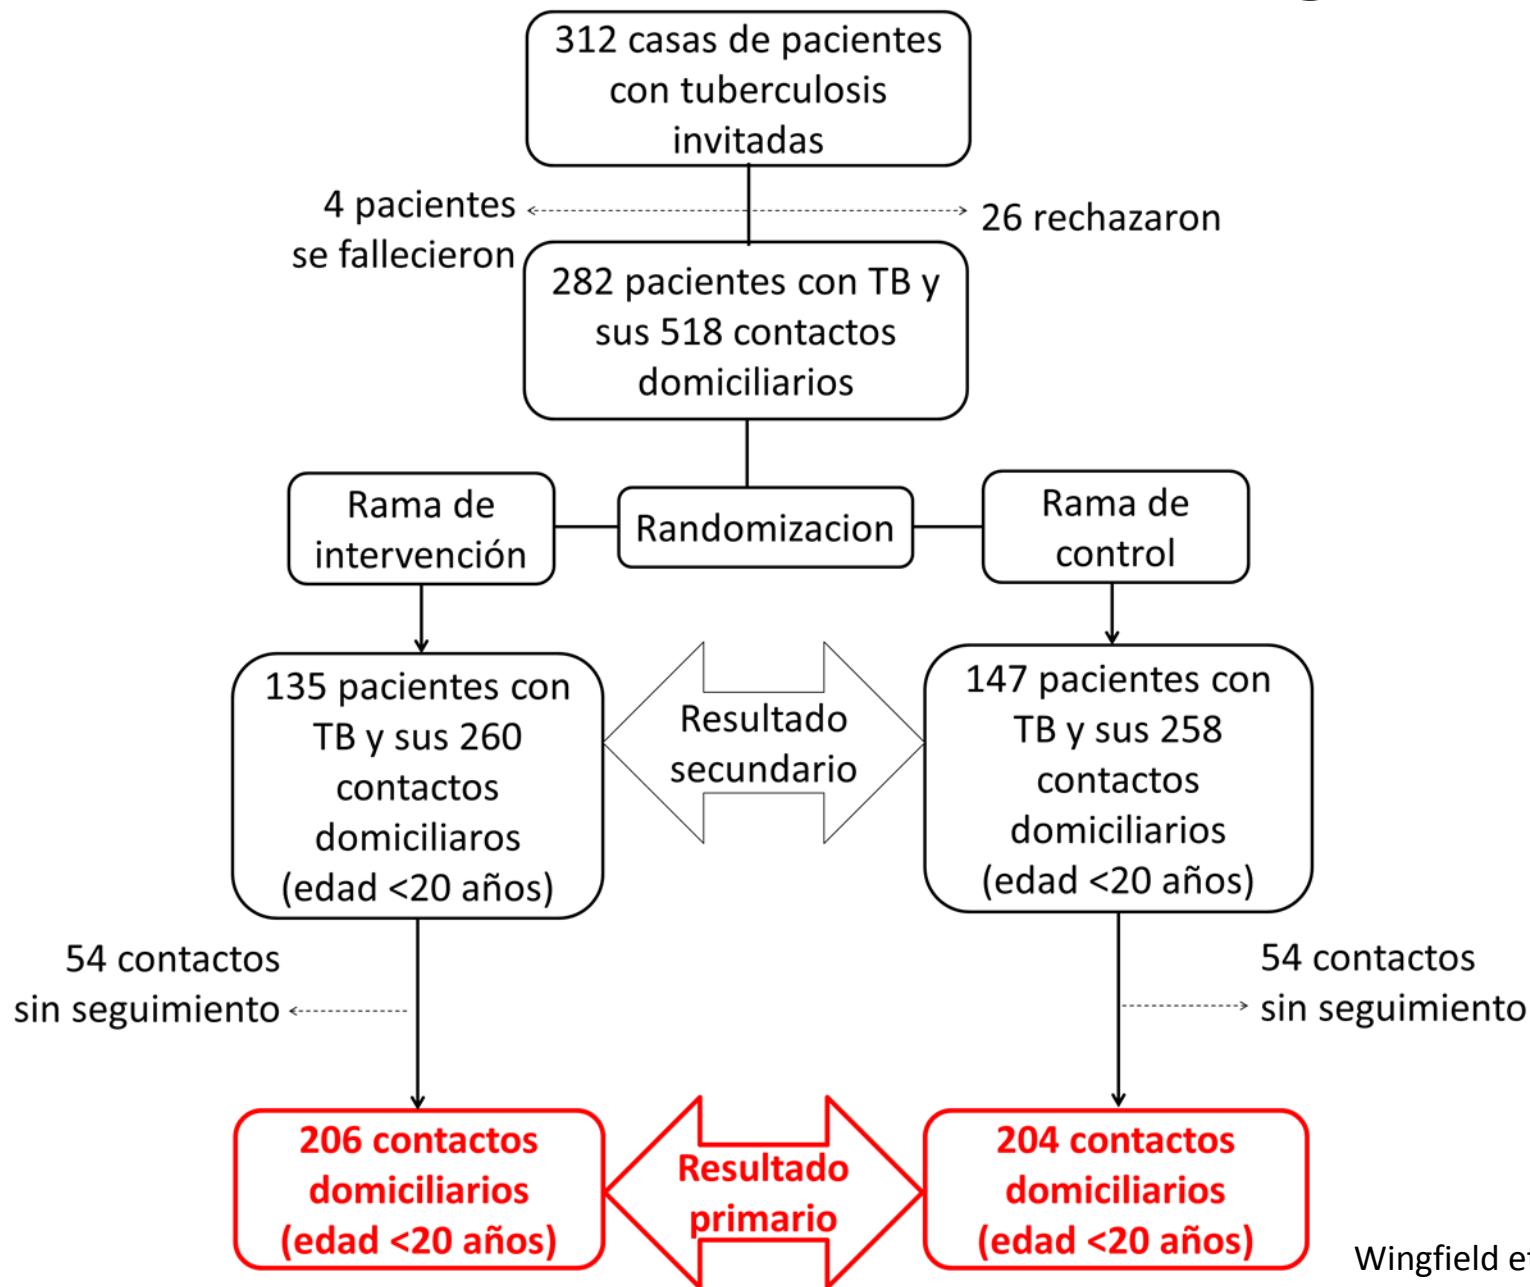 312 casas de pacientes
con tuberculosis
invitadas
4 pacientes
se fallecieron
26 rechazaron
282 pacientes con TB y
sus 518 contactos
domiciliarios
Rama de
intervención
Randomizacion
Rama de
control
135 pacientes con
TB y sus 260
contactos
domiciliaros
(edad <20 años)
Resultado
secundario
147 pacientes con
TB y sus 258
contactos
domiciliarios
(edad <20 años)
54 contactos
sin seguimiento
54 contactos
sin seguimiento
206 contactos
domiciliarios
(edad <20 años)
Resultado
primario
204 contactos
domiciliarios
(edad <20 años)
Wingfield